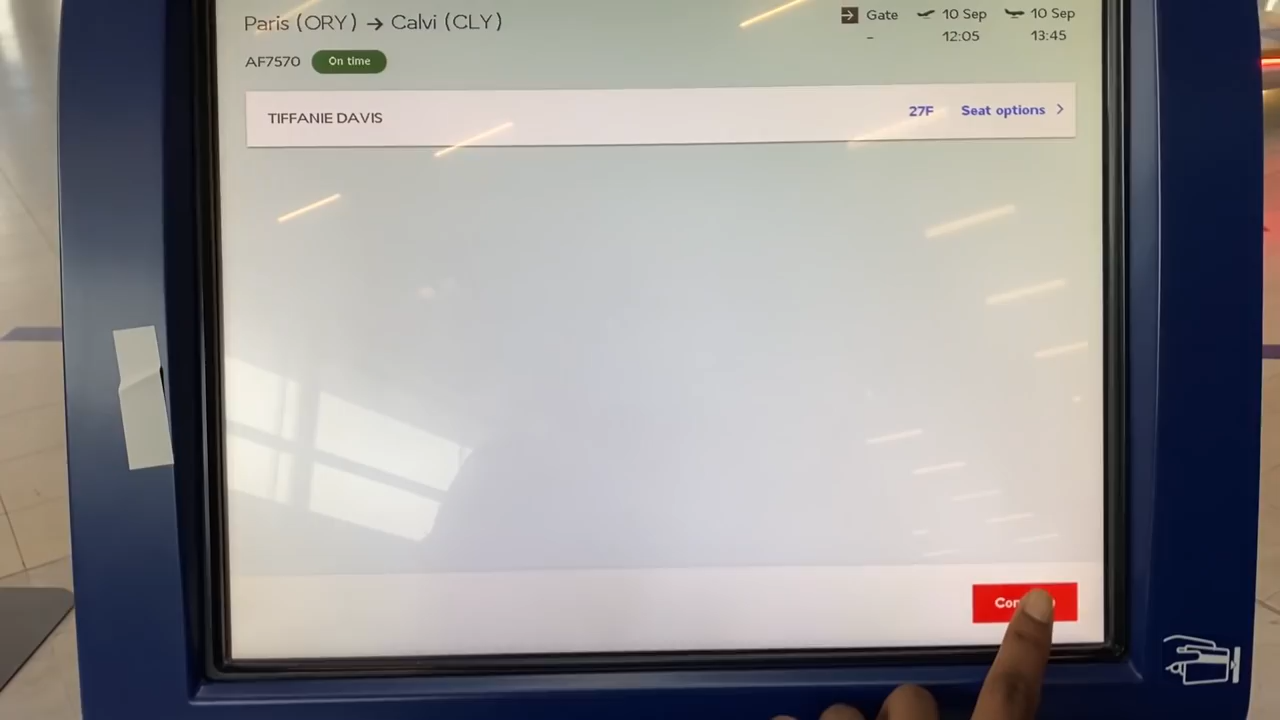 Paris (ORY) → Calvi (CLY)
Gate
10 Sep
10 Sep
–
12:05
13:45
AF7570
On time
TIFFANIE DAVIS
27F
Seat options >